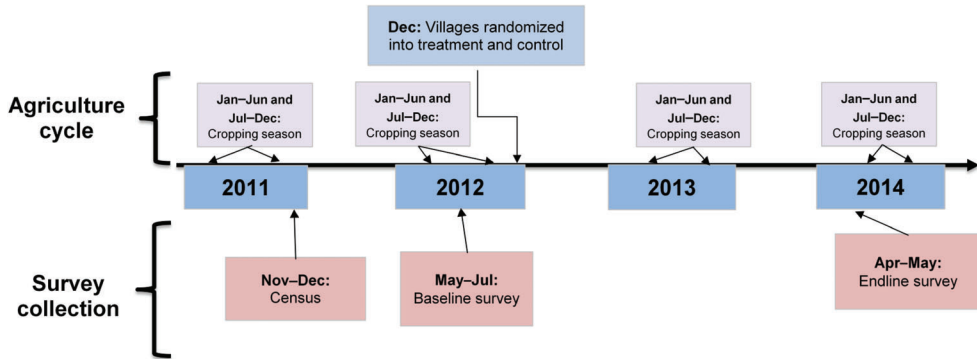 Dec: Villages randomized
into treatment and control
Agriculture
cycle
Jan–Jun and
Jul–Dec:
Cropping season
Jan–Jun and
Jul–Dec:
Cropping season
Jan–Jun and
Jul–Dec:
Cropping season
Jan–Jun and
Jul–Dec:
Cropping season
2011
2012
2013
2014
Survey
collection
Nov–Dec:
Census
May–Jul:
Baseline survey
Apr–May:
Endline survey